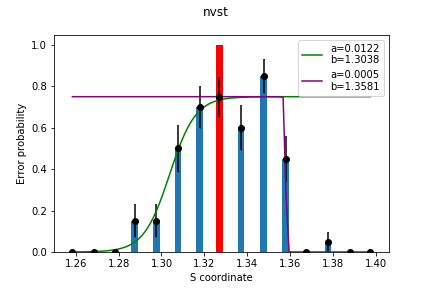 nvst
a=0.0122
b=1.3038
a=0.0005
b=1.3581
1.0
0.8
0.6
0.4
0.2
0.0
Error probability
1.26 1.28 1.30 1.32 1.34 1.36 1.38 1.40
S coordinate